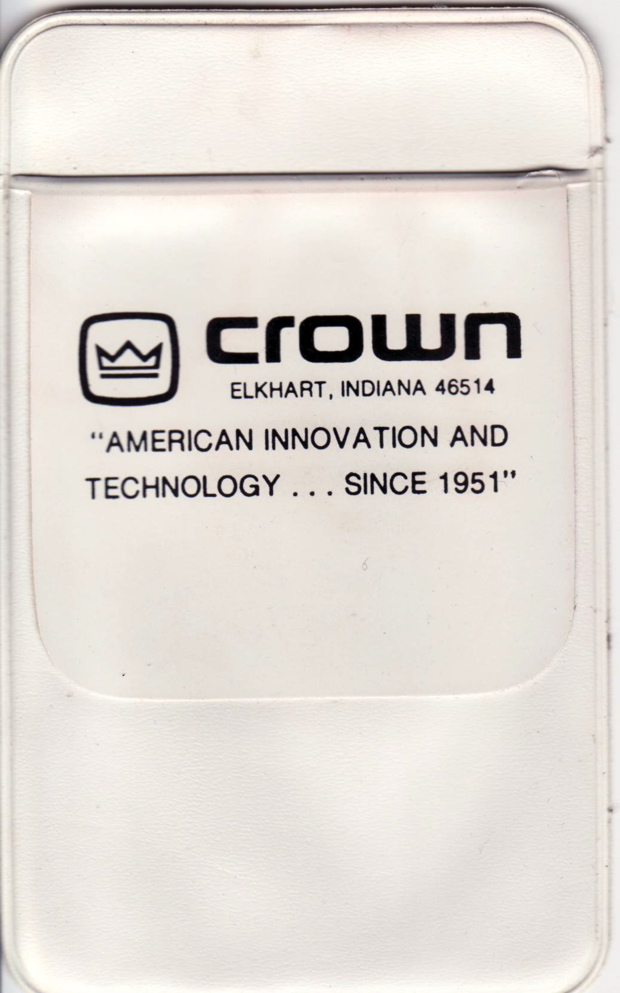 crown
ELKHART, INDIANA 46514
“AMERICAN INNOVATION AND
TECHNOLOGY . . . SINCE 1951”